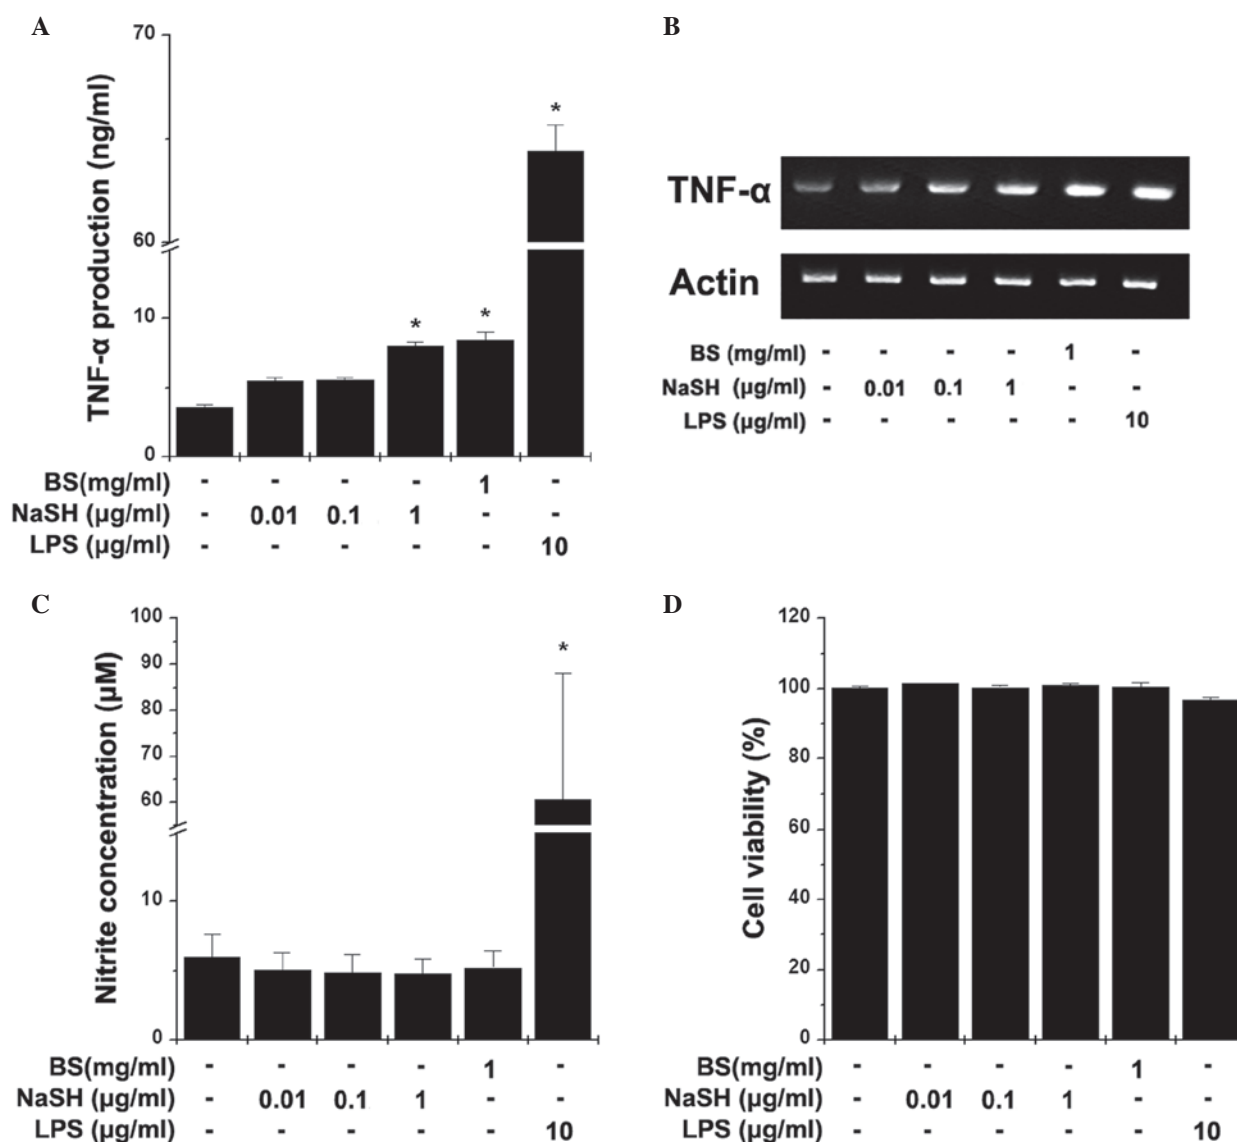 A
TNF-α production (ng/ml)
70
60
10
0
*
*
*
BS(mg/ml) - - - - 1 -
NaSH (μg/ml) - 0.01 0.1 1 - -
LPS (μg/ml) - - - - - 10
B
TNF-α
Actin
BS (mg/ml) - - - - 1 -
NaSH (μg/ml) - 0.01 0.1 1 - -
LPS (μg/ml) - - - - - 10
C
Nitrite concentration (μM)
100
90
80
70
60
10
0
*
BS(mg/ml) - - - - 1 -
NaSH (μg/ml) - 0.01 0.1 1 - -
LPS (μg/ml) - - - - - 10
D
Cell viability (%)
120
100
80
60
40
20
0
BS(mg/ml) - - - - 1 -
NaSH (μg/ml) - 0.01 0.1 1 - -
LPS (μg/ml) - - - - - 10